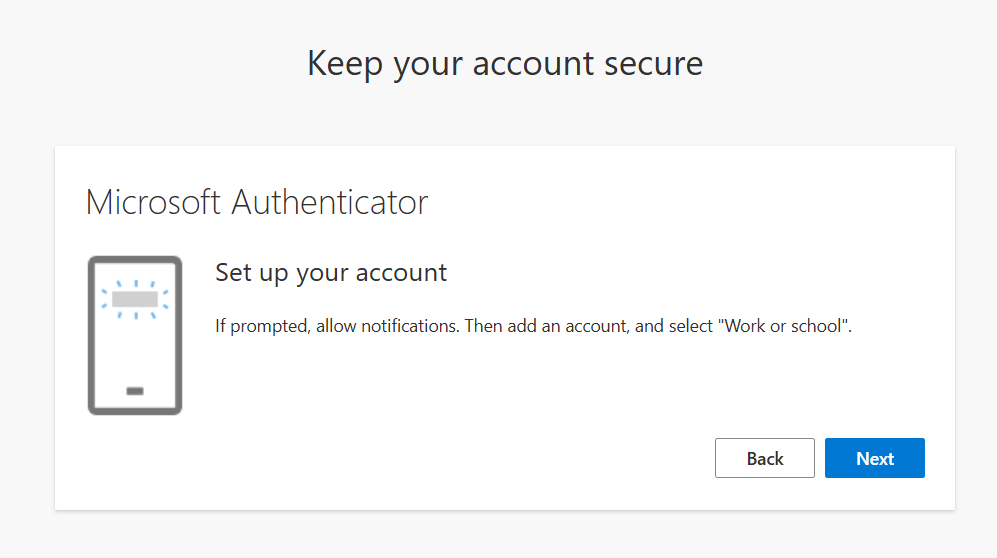 Keep your account secure
Microsoft Authenticator
Set up your account
If prompted, allow notifications. Then add an account, and select "Work or school".
Back
Next